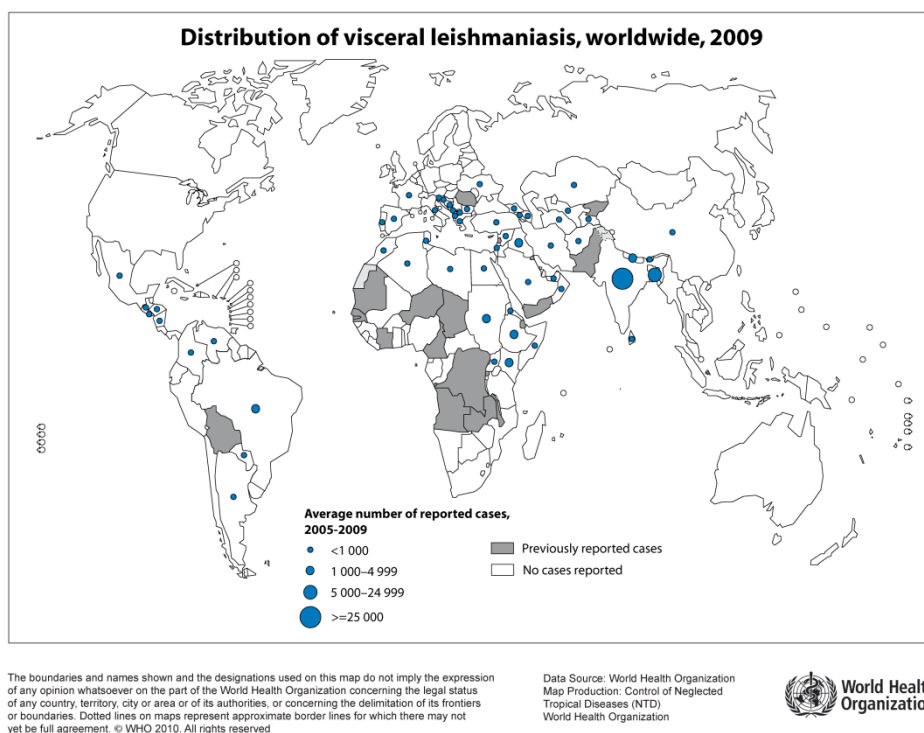 Distribution of visceral leishmaniasis, worldwide, 2009
Average number of reported cases,
2005-2009
<1 000
1 000–4 999
5 000–24 999
>=25 000
Previously reported cases
No cases reported
The boundaries and names shown and the designations used on this map do not imply the expression
of any opinion whatsoever on the part of the World Health Organization concerning the legal status
of any country, territory, city or area or of its authorities, or concerning the delimitation of its frontiers
or boundaries. Dotted lines on maps represent approximate border lines for which there may not
yet be full agreement. © WHO 2010. All rights reserved
Data Source: World Health Organization
Map Production: Control of Neglected
Tropical Diseases (NTD)
World Health Organization
World Healt
Organization